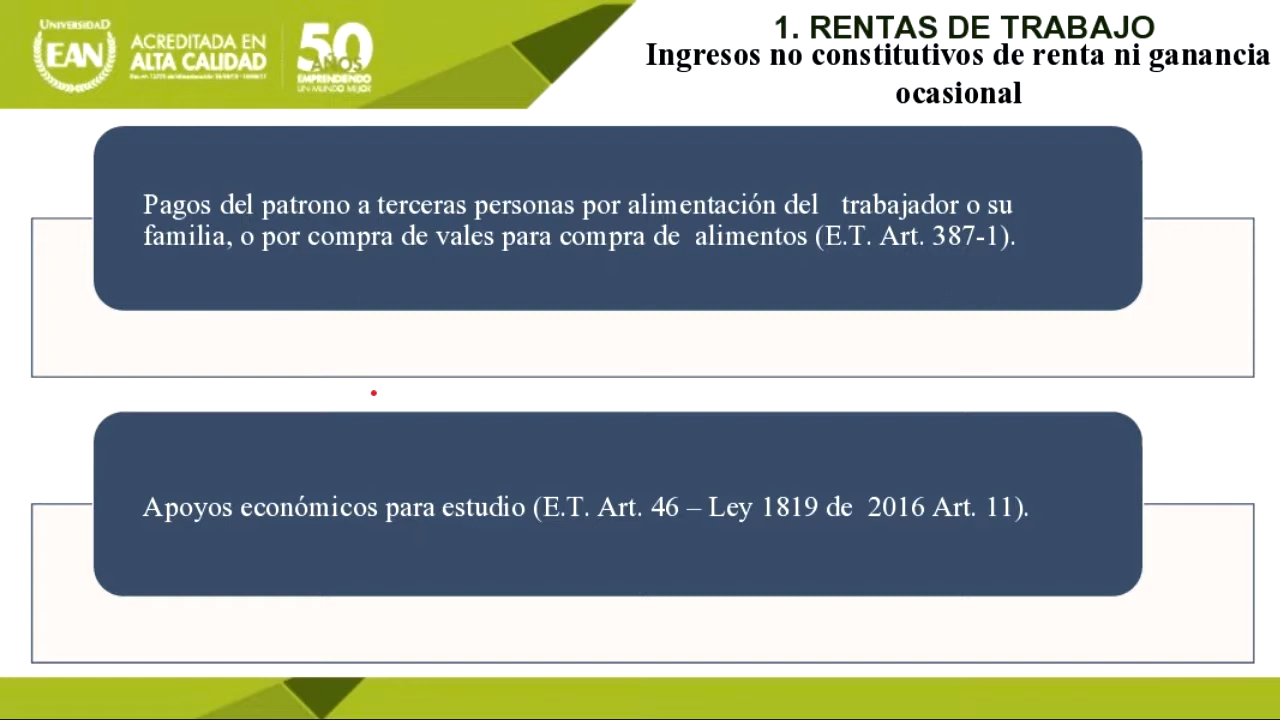 UNIVERSIDAD
EAN
ACREDITADA EN
ALTA CALIDAD
50
AÑOS
EMPRENDIENDO
UN MUNDO MEJOR
1. RENTAS DE TRABAJO
Ingresos no constitutivos de renta ni ganancia
ocasional
Pagos del patrono a terceras personas por alimentación del trabajador o su
familia, o por compra de vales para compra de alimentos (E.T. Art. 387-1).
Apoyos económicos para estudio (E.T. Art. 46 – Ley 1819 de 2016 Art. 11).